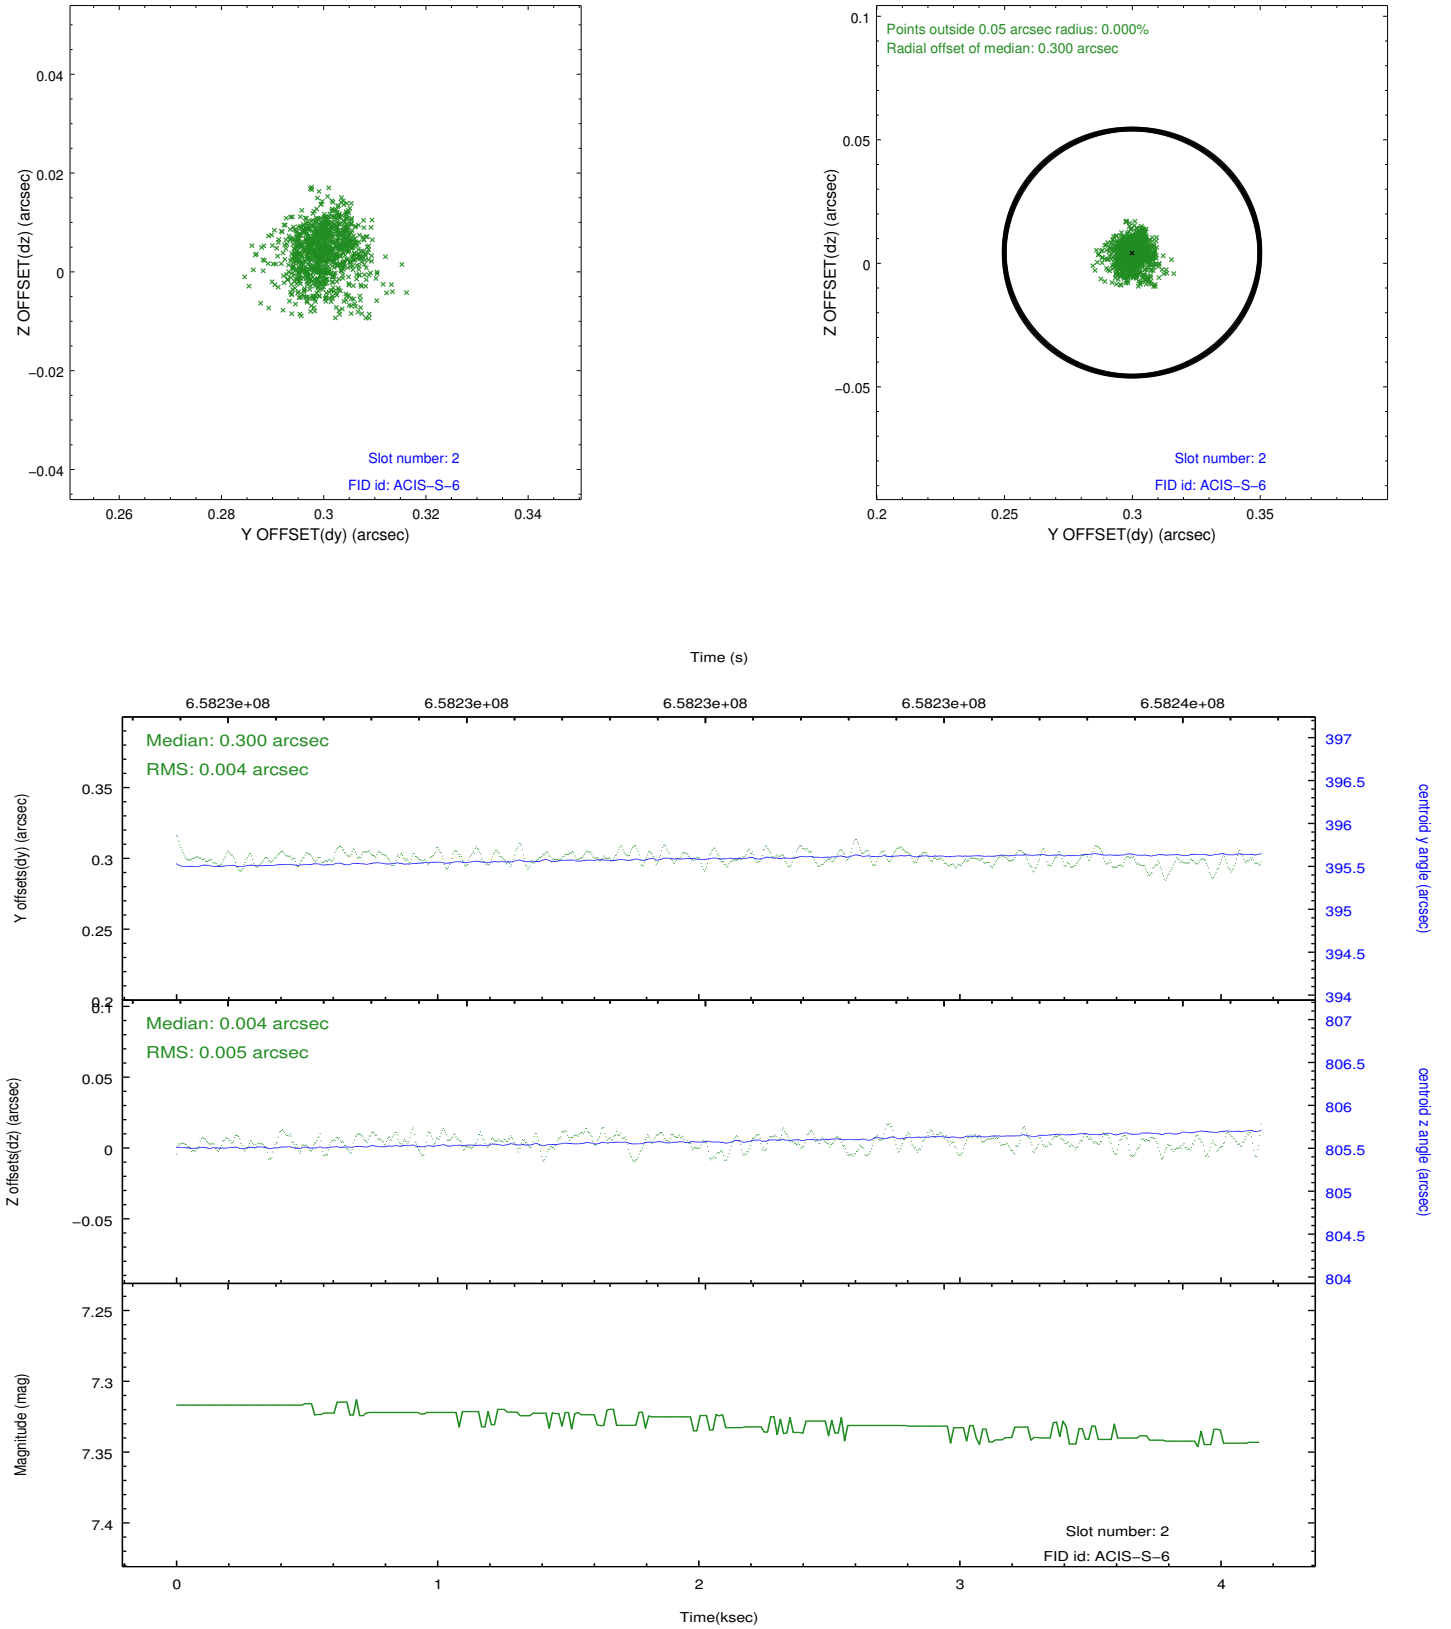 0.04
0.02
0
−0.02
−0.04
Z OFFSET(dz) (arcsec)
Slot number: 2
FID id: ACIS−S−6
0.26
0.28
0.3
0.32
0.34
Y OFFSET(dy) (arcsec)
Points outside 0.05 arcsec radius: 0.000%
Radial offset of median: 0.300 arcsec
0.1
0.05
0
−0.05
Z OFFSET(dz) (arcsec)
Slot number: 2
FID id: ACIS−S−6
0.2
0.25
0.3
0.35
Y OFFSET(dy) (arcsec)
Time (s)
6.5823e+08
6.5823e+08
6.5823e+08
6.5823e+08
6.5824e+08
Median: 0.300 arcsec
RMS: 0.004 arcsec
0.35
0.3
0.25
0.2
Y offsets(dy) (arcsec)
397
396.5
396
395.5
395
394.5
394
centroid y angle (arcsec)
Median: 0.004 arcsec
RMS: 0.005 arcsec
0.1
0.05
0
−0.05
Z offsets(dz) (arcsec)
807
806.5
806
805.5
805
804.5
804
centroid z angle (arcsec)
7.25
7.3
7.35
7.4
Magnitude (mag)
Slot number: 2
FID id: ACIS−S−6
0
1
2
3
4
Time(ksec)